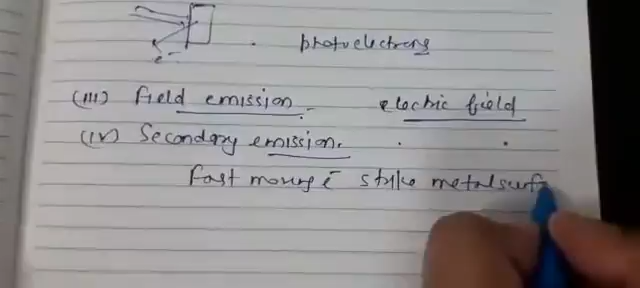 e-
photoelectrons
(iii) Field emission. electric field
(iv) Secondary emission.
Fast moving e- strike metal surf